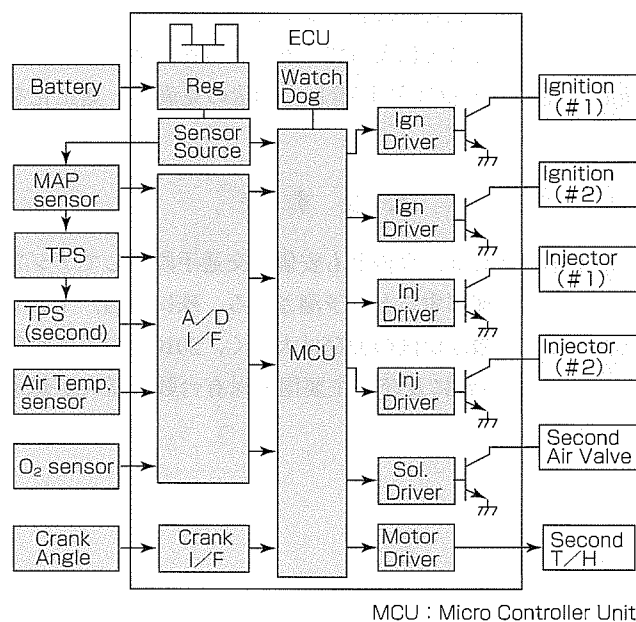 ECU
Battery
Reg
Watch
Dog
Sensor
Source
MAP
sensor
TPS
TPS
(second)
Air Temp.
sensor
O₂ sensor
Crank
Angle
A/D
I/F
Crank
I/F
MCU
Ign
Driver
Ign
Driver
Inj
Driver
Inj
Driver
Sol.
Driver
Motor
Driver
Ignition
(#1)
Ignition
(#2)
Injector
(#1)
Injector
(#2)
Second
Air Valve
Second
T/H
MCU : Micro Controller Unit